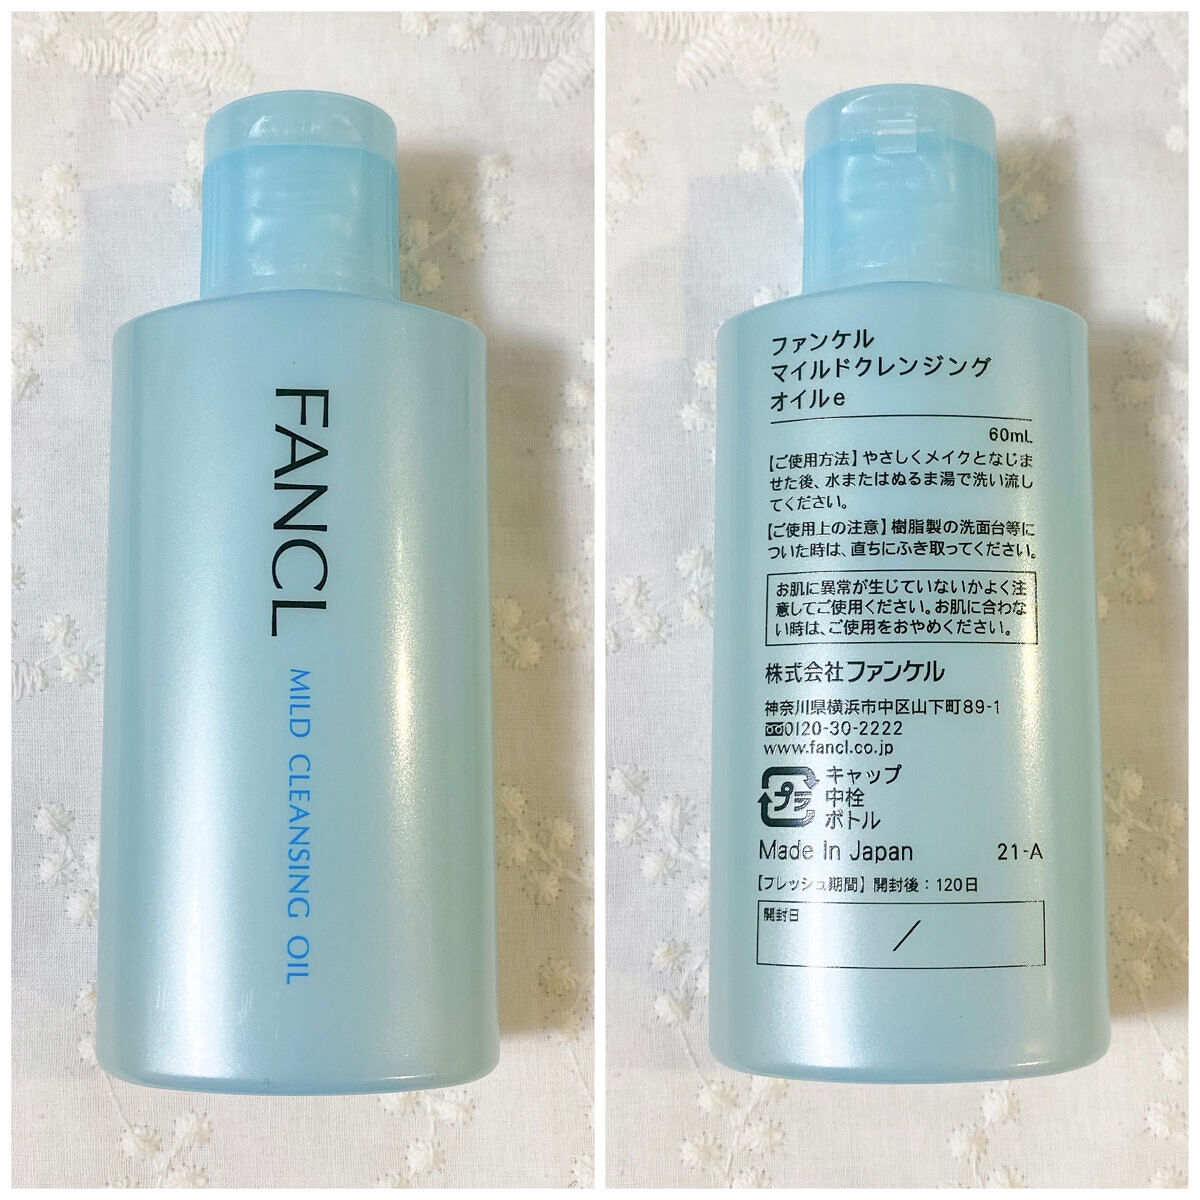 FANCL
MILD CLEANSING OIL
ファンケル
マイルドクレンジング
オイルe
60mL
【ご使用方法】やさしくメイクとなじま
せた後、水またはぬるま湯で洗い流し
てください。
【ご使用上の注意】樹脂製の洗面台等に
ついた時は、直ちにふき取ってください。
お肌に異常が生じていないかよく注
意してご使用ください。お肌に合わな
い時は、ご使用をおやめください。
株式会社ファンケル
神奈川県横浜市中区山下町89-1
0120-30-2222
www.fancl.co.jp
プラ
キャップ
中栓
ボトル
Made in Japan 21-A
【フレッシュ期間】開封後：120日
開封日
/